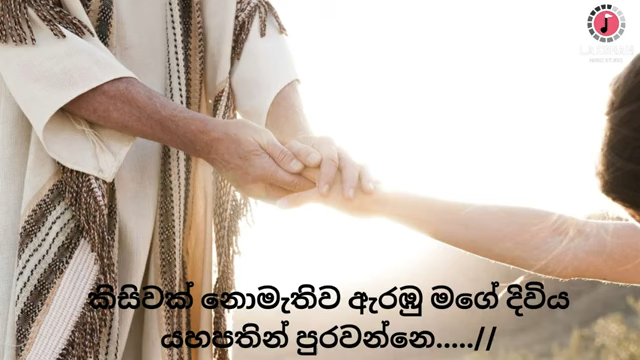 කිසිවක් නොමැතිව ඇරඹු මගේ දිවිය
යහපතින් පුරවන්නෙ.....//